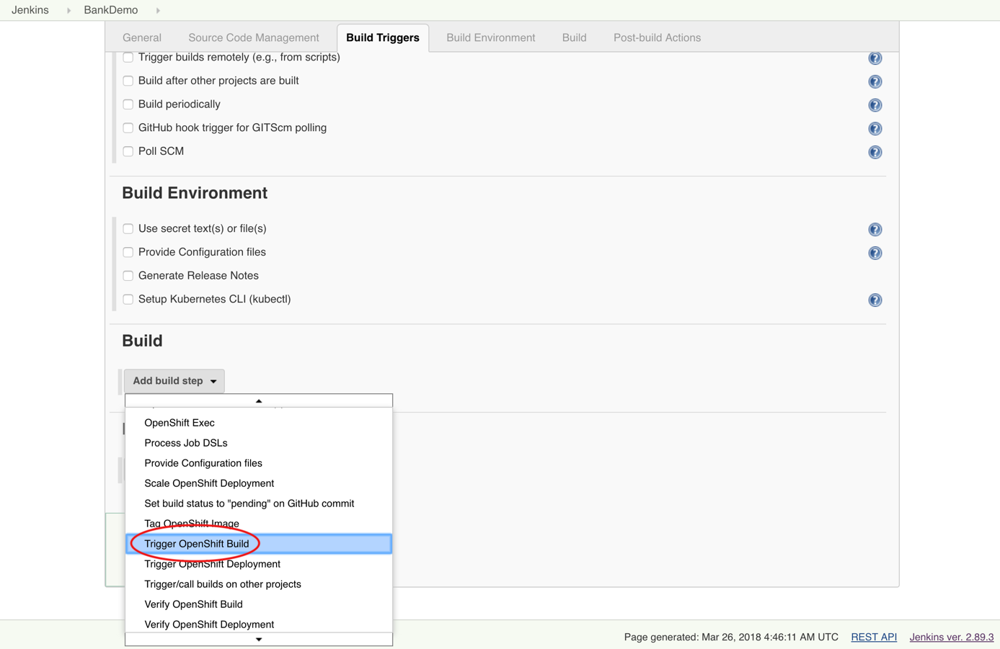 Jenkins BankDemo
General Source Code Management Build Triggers Build Environment Build Post-build Actions
Trigger builds remotely (e.g., from scripts)
Build after other projects are built
Build periodically
GitHub hook trigger for GITScm polling
Poll SCM
Build Environment
Use secret text(s) or file(s)
Provide Configuration files
Generate Release Notes
Setup Kubernetes CLI (kubectl)
Build
Add build step
OpenShift Exec
Process Job DSLs
Provide Configuration files
Scale OpenShift Deployment
Set build status to "pending" on GitHub commit
Tag OpenShift Image
Trigger OpenShift Build
Trigger OpenShift Deployment
Trigger/call builds on other projects
Verify OpenShift Build
Verify OpenShift Deployment
Page generated: Mar 26, 2018 4:46:11 AM UTC REST API Jenkins ver. 2.89.3